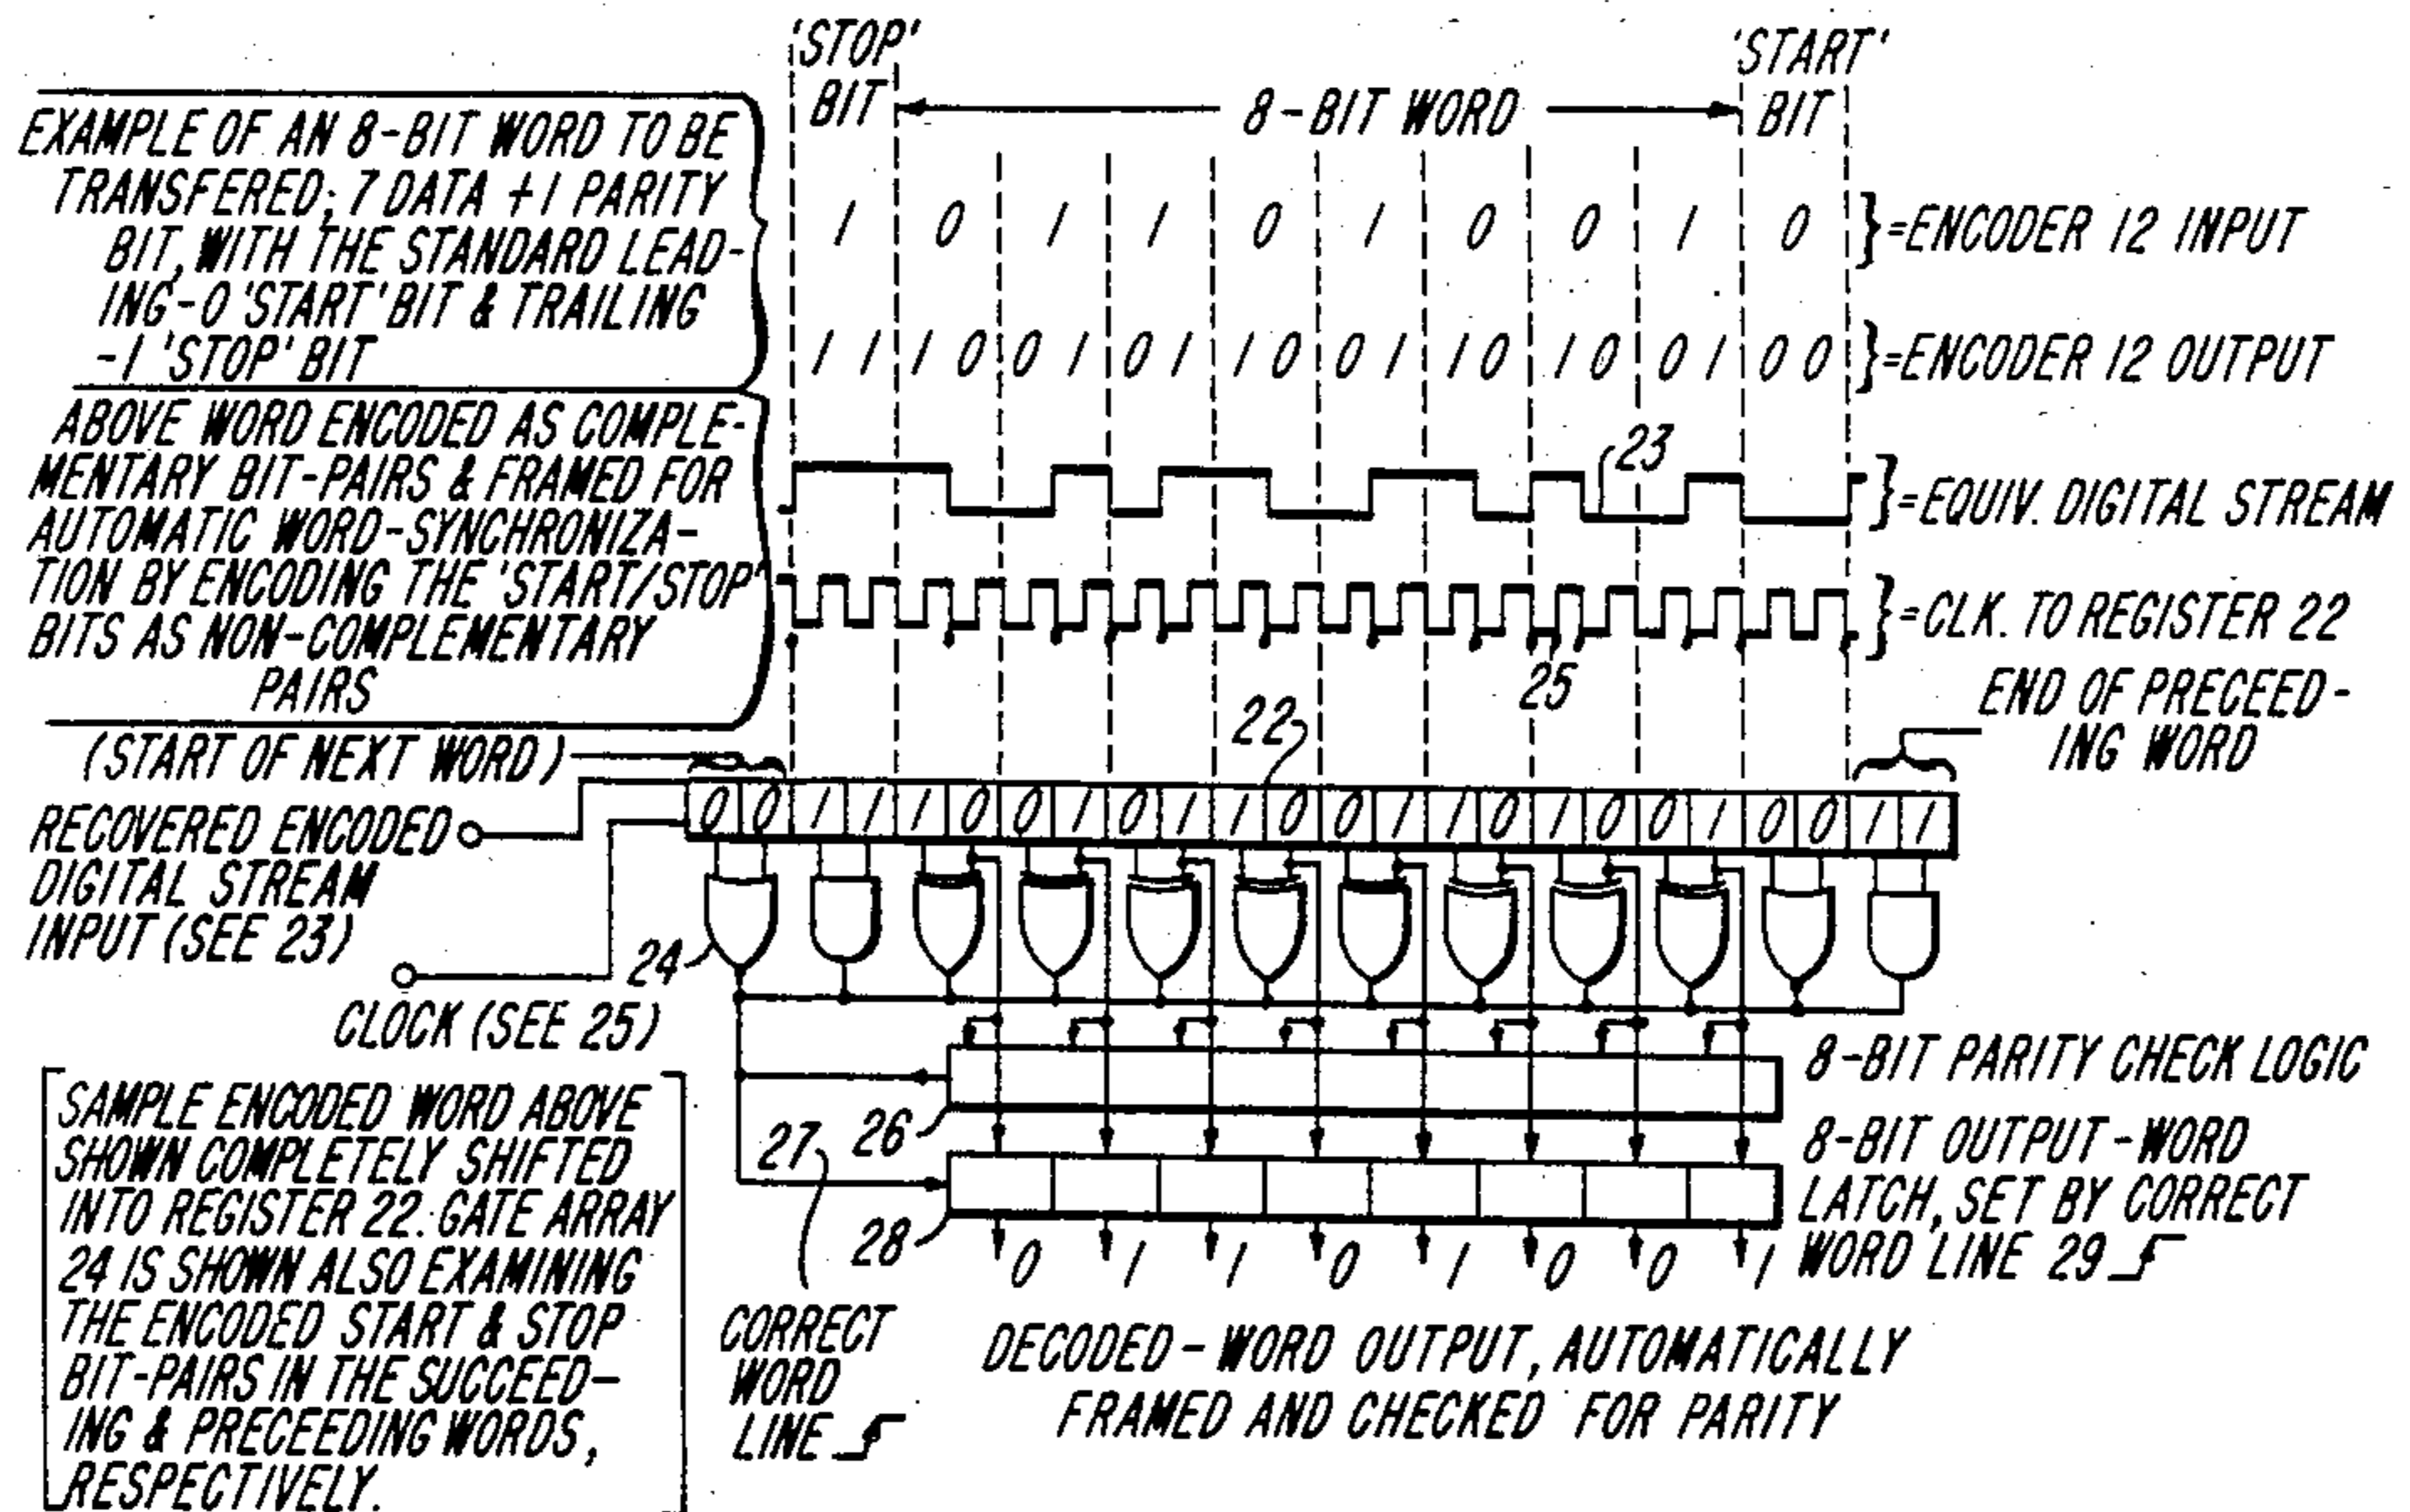 'STOP' BIT
8-BIT WORD
'START' BIT
EXAMPLE OF AN 8-BIT WORD TO BE
TRANSFERED; 7 DATA +1 PARITY
BIT, WITH THE STANDARD LEAD-
ING-0 'START' BIT & TRAILING
-1 'STOP' BIT
1 0 1 1 0 1 0 0 1 0 } =ENCODER 12 INPUT
1 1 1 0 0 1 0 1 1 0 0 1 1 0 1 0 0 1 0 0 } =ENCODER 12 OUTPUT
ABOVE WORD ENCODED AS COMPLE-
MENTARY BIT-PAIRS & FRAMED FOR
AUTOMATIC WORD-SYNCHRONIZA-
TION BY ENCODING THE 'START/STOP'
BITS AS NON-COMPLEMENTARY
PAIRS
23
} =EQUIV. DIGITAL STREAM
} =CLK. TO REGISTER 22
25
22
END OF PRECEED-
ING WORD
(START OF NEXT WORD)
0 0 1 1 1 0 0 1 0 1 1 0 0 1 1 0 1 0 0 1 0 0 1 1
RECOVERED ENCODED
DIGITAL STREAM
INPUT (SEE 23)
24
CLOCK (SEE 25)
8-BIT PARITY CHECK LOGIC
26
27
8-BIT OUTPUT-WORD
LATCH, SET BY CORRECT
WORD LINE 29
28
0 1 1 0 1 0 0 1
CORRECT
WORD
LINE
DECODED-WORD OUTPUT, AUTOMATICALLY
FRAMED AND CHECKED FOR PARITY
SAMPLE ENCODED WORD ABOVE
SHOWN COMPLETELY SHIFTED
INTO REGISTER 22. GATE ARRAY
24 IS SHOWN ALSO EXAMINING
THE ENCODED START & STOP
BIT-PAIRS IN THE SUCCEED-
ING & PRECEEDING WORDS,
RESPECTIVELY.